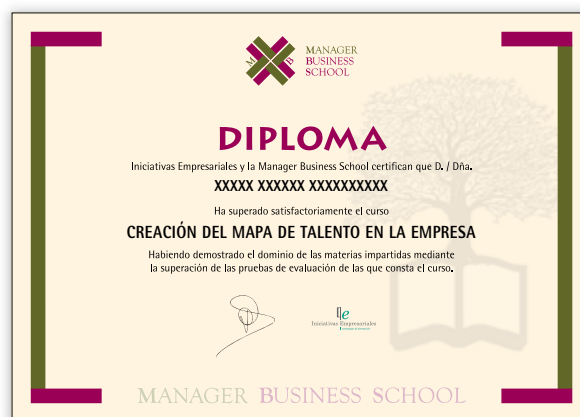 M B
MANAGER
BUSINESS
SCHOOL
DIPLOMA
Iniciativas Empresariales y la Manager Business School certifican que D. / Dña.
XXXXX XXXXXX XXXXXXXXXX
Ha superado satisfactoriamente el curso
CREACIÓN DEL MAPA DE TALENTO EN LA EMPRESA
Habiendo demostrado el dominio de las materias impartidas mediante
la superación de las pruebas de evaluación de las que consta el curso.
Iniciativas Empresariales
MANAGER BUSINESS SCHOOL